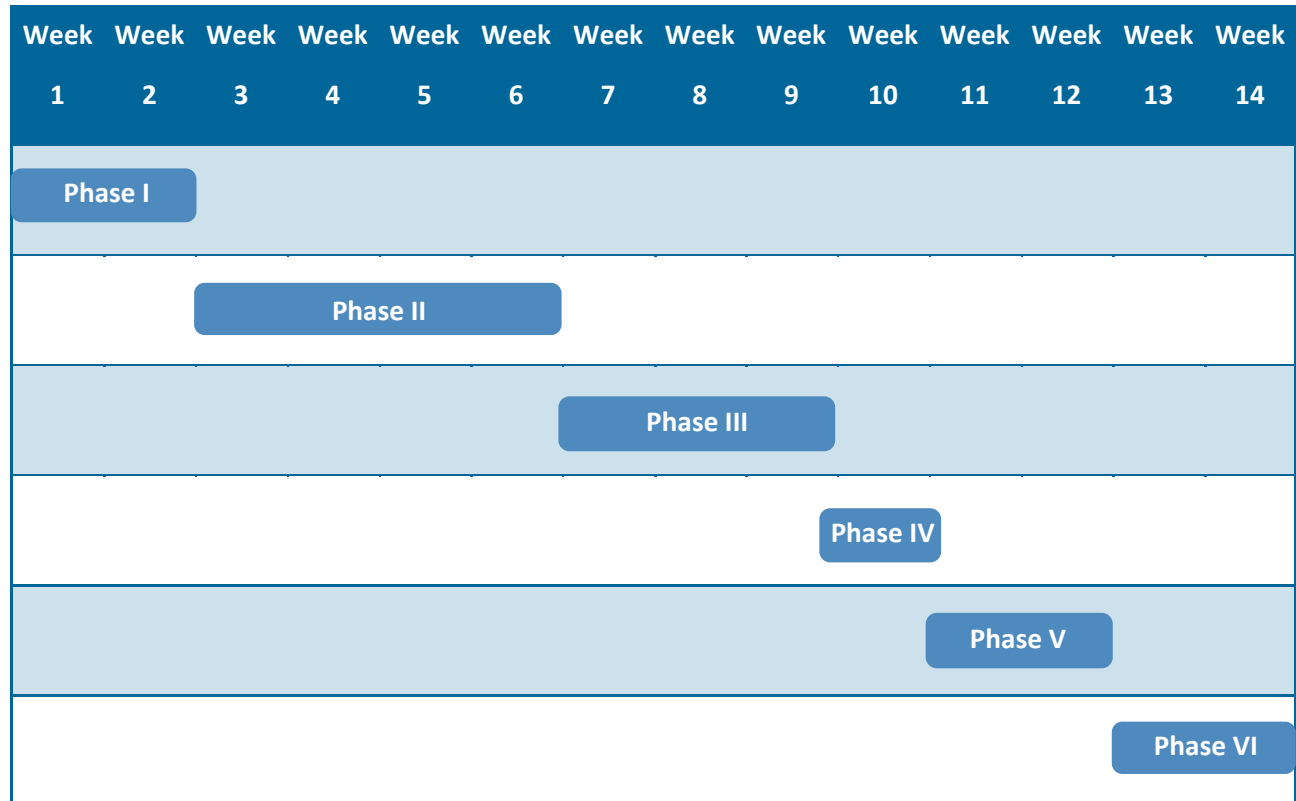 Week Week Week Week Week Week Week Week Week Week Week Week Week Week
1 2 3 4 5 6 7 8 9 10 11 12 13 14
Phase I
Phase II
Phase III
Phase IV
Phase V
Phase VI